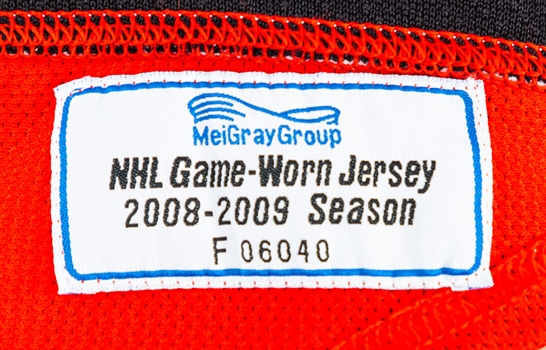 MeiGrayGroup
NHL Game-Worn Jersey
2008-2009 Season
F 06040